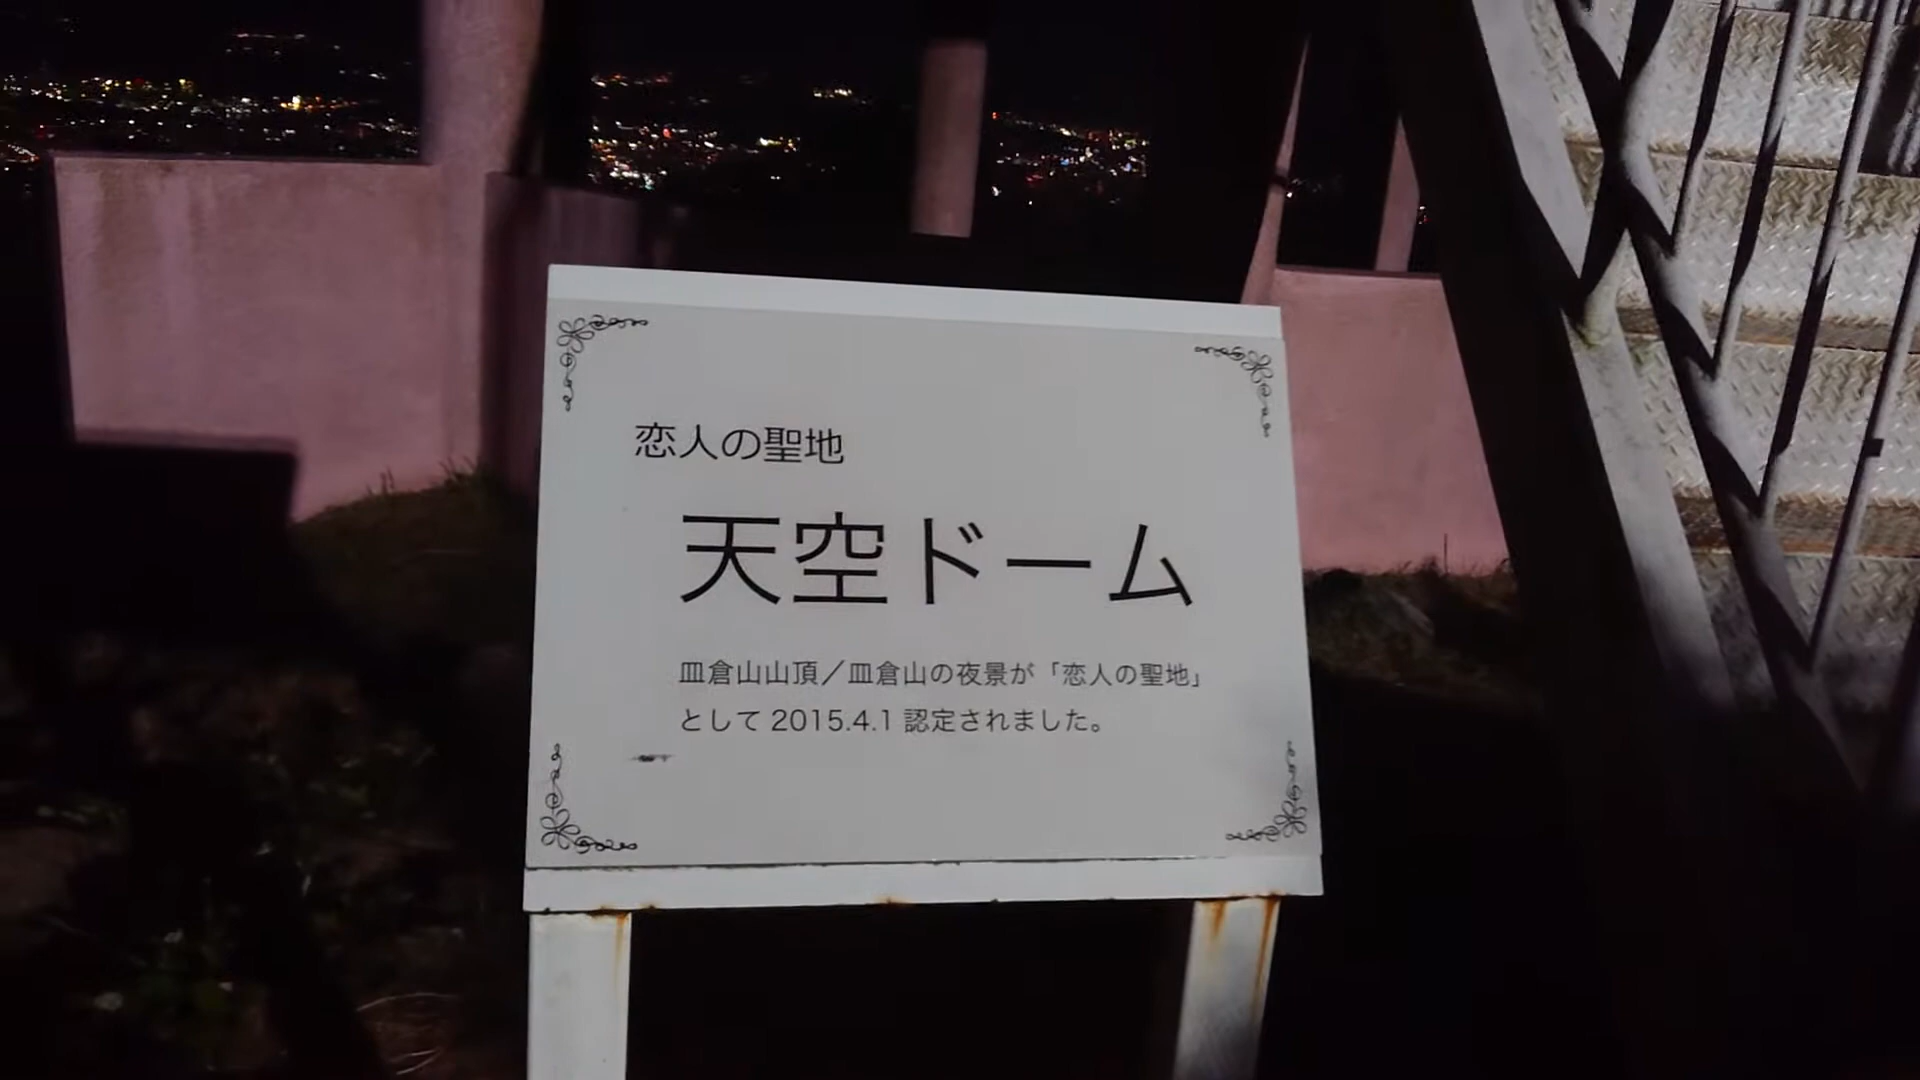 恋人の聖地
天空ドーム
皿倉山山頂／皿倉山の夜景が「恋人の聖地」
として 2015.4.1 認定されました。